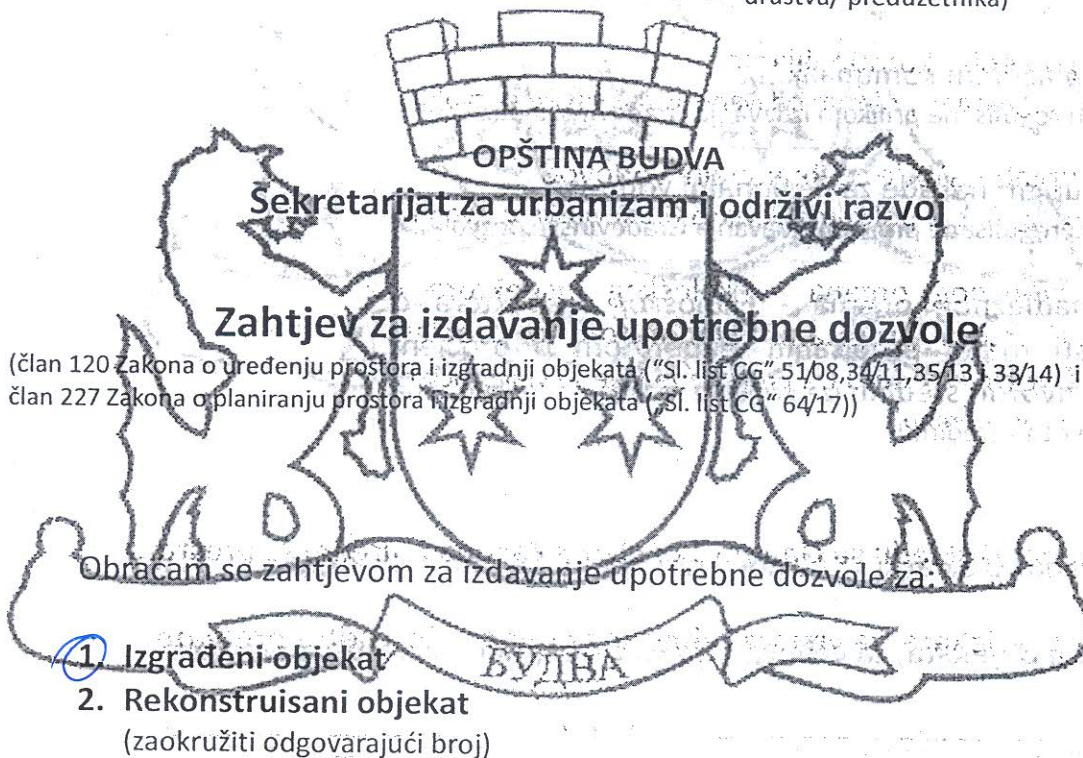 društva/ preduzetnika)
OPŠTINA BUDVA
Sekretarijat za urbanizam i održivi razvoj
Zahtjev za izdavanje upotrebne dozvole
(član 120 Zakona o uređenju prostora i izgradnji objekata ("Sl. list CG" 51/08,34/11,35/13 i 33/14) i
član 227 Zakona o planiranju prostora i izgradnji objekata („Sl. list CG“ 64/17))
Obraćam se zahtjevom za izdavanje upotrebne dozvole za:
1. Izgrađeni objekat
БУДВА
2. Rekonstruisani objekat
(zaokružiti odgovarajući broj)